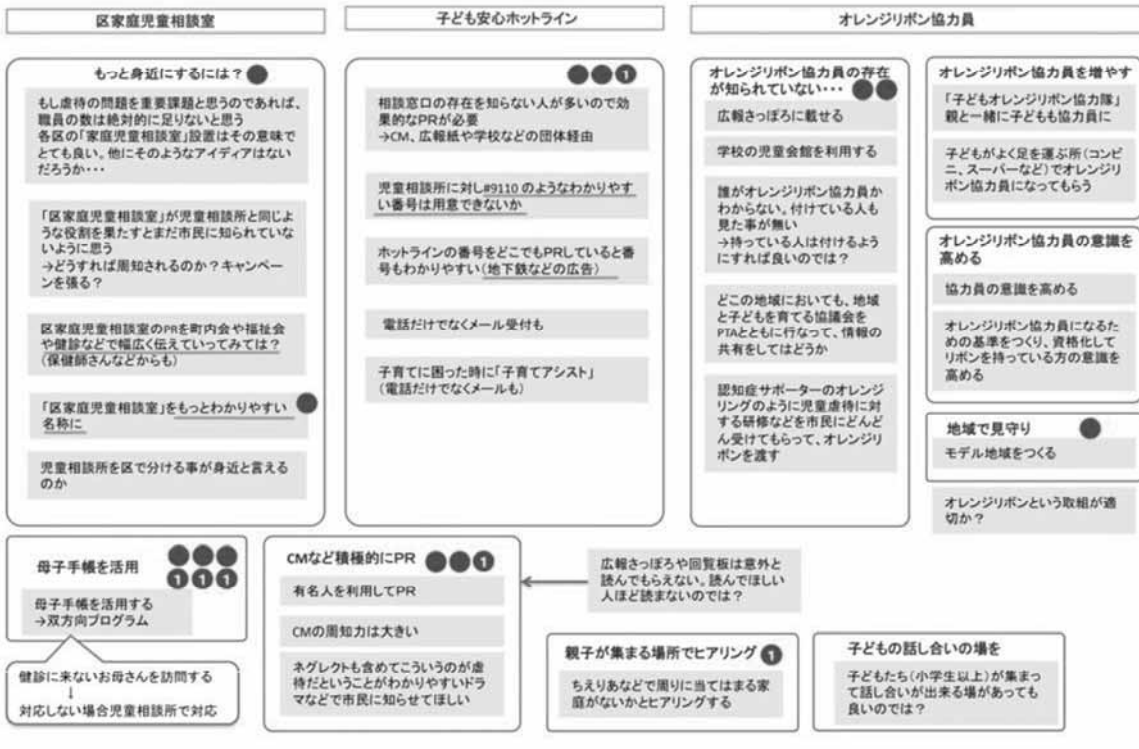 区家庭児童相談室
子ども安心ホットライン
オレンジリボン協力員
もっと身近にするには？
もし虐待の問題を重要課題と思うのであれば、
職員の数は絶対的に足りないと思う
各区の「家庭児童相談室」設置はその意味で
とても良い。他にそのようなアイディアはない
だろうか・・・
「区家庭児童相談室」が児童相談所と同じよ
うな役割を果たすとまだ市民に知られていな
いように思う
→どうすれば周知されるのか？キャンペー
ンを張る？
区家庭児童相談室のPRを町内会や福祉会
や健診などで幅広く伝えていってみては？
（保健師さんなどからも）
「区家庭児童相談室」をもっとわかりやすい
名称に
児童相談所を区で分ける事が身近と言える
のか
1
相談窓口の存在を知らない人が多いので効
果的なPRが必要
→CM、広報紙や学校などの団体経由
児童相談所に対し#9110のようなわかりやす
い番号は用意できないか
ホットラインの番号をどこでもPRしていると番
号もわかりやすい（地下鉄などの広告）
電話だけでなくメール受付も
子育てに困った時に「子育てアシスト」
（電話だけでなくメールも）
オレンジリボン協力員の存在
が知られていない・・・
広報さっぽろに載せる
学校の児童会館を利用する
誰がオレンジリボン協力員か
わからない。付けている人も
見た事が無い
→持っている人は付けるよう
にすれば良いのでは？
どこの地域においても、地域
と子どもを育てる協議会を
PTAとともに行なって、情報の
共有をしてはどうか
認知症サポーターのオレンジ
リングのように児童虐待に対
する研修などを市民にどんど
ん受けてもらって、オレンジリ
ボンを渡す
オレンジリボン協力員を増やす
「子どもオレンジリボン協力隊」
親と一緒に子どもも協力員に
子どもがよく足を運ぶ所（コンビ
ニ、スーパーなど）でオレンジリ
ボン協力員になってもらう
オレンジリボン協力員の意識を
高める
協力員の意識を高める
オレンジリボン協力員になるた
めの基準をつくり、資格化して
リボンを持っている方の意識を
高める
地域で見守り
モデル地域をつくる
オレンジリボンという取組が適
切か？
母子手帳を活用
1 1 1
母子手帳を活用する
→双方向プログラム
健診に来ないお母さんを訪問する
↓
対応しない場合児童相談所で対応
CMなど積極的にPR
1
有名人を利用してPR
CMの周知力は大きい
ネグレクトも含めてこういうのが虐
待だということがわかりやすいドラ
マなどで市民に知らせてほしい
広報さっぽろや回覧板は意外と
読んでもらえない。読んでほしい
人ほど読まないのでは？
親子が集まる場所でヒアリング 1
ちえりあなどで周りに当てはまる家
庭がないかとヒアリングする
子どもの話し合いの場を
子どもたち（小学生以上）が集まっ
て話し合いが出来る場があっても
良いのでは？